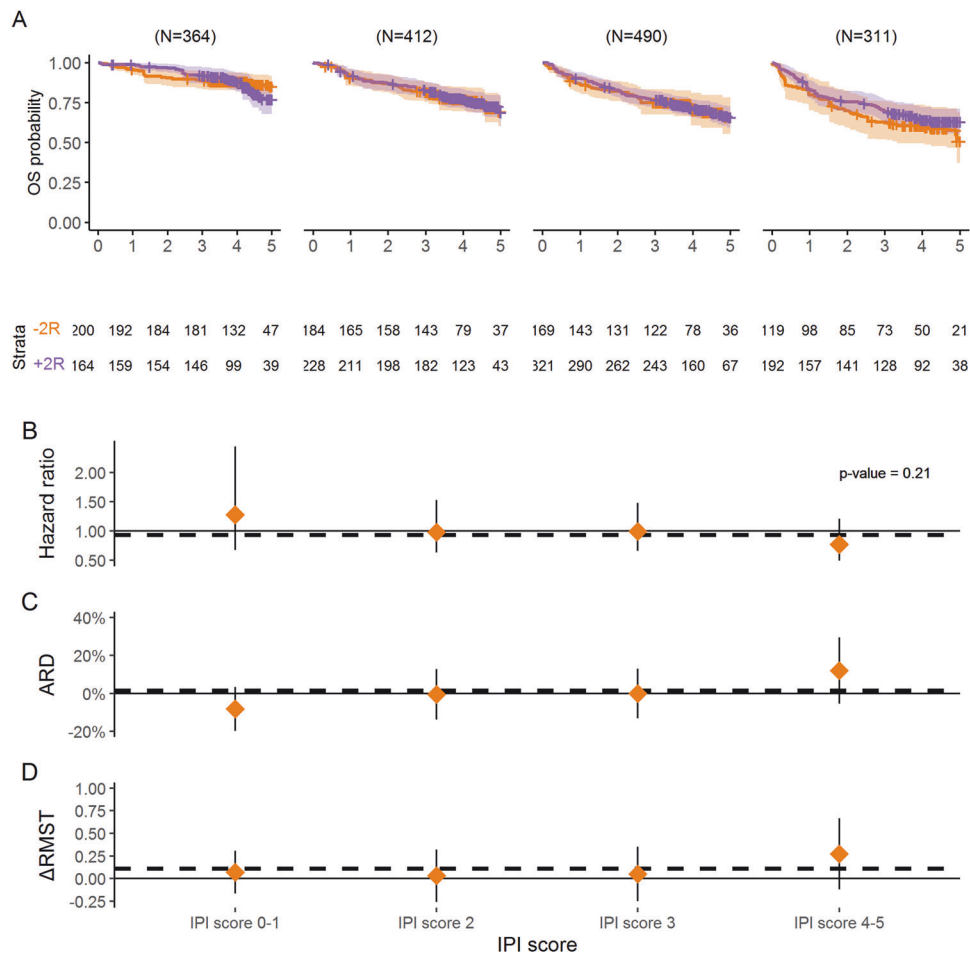 A
(N=364) (N=412) (N=490) (N=311)
OS probability
1.00
0.75
0.50
0.25
0.00
0 1 2 3 4 5 0 1 2 3 4 5 0 1 2 3 4 5 0 1 2 3 4 5
Strata
-2R 200 192 184 181 132 47 184 165 158 143 79 37 169 143 131 122 78 36 119 98 85 73 50 21
+2R 164 159 154 146 99 39 228 211 198 182 123 43 321 290 262 243 160 67 192 157 141 128 92 38
B
Hazard ratio
2.00
1.50
1.00
0.50
p-value = 0.21
C
ARD
40%
20%
0%
-20%
D
ΔRMST
1.00
0.75
0.50
0.25
0.00
-0.25
IPI score 0-1 IPI score 2 IPI score 3 IPI score 4-5
IPI score